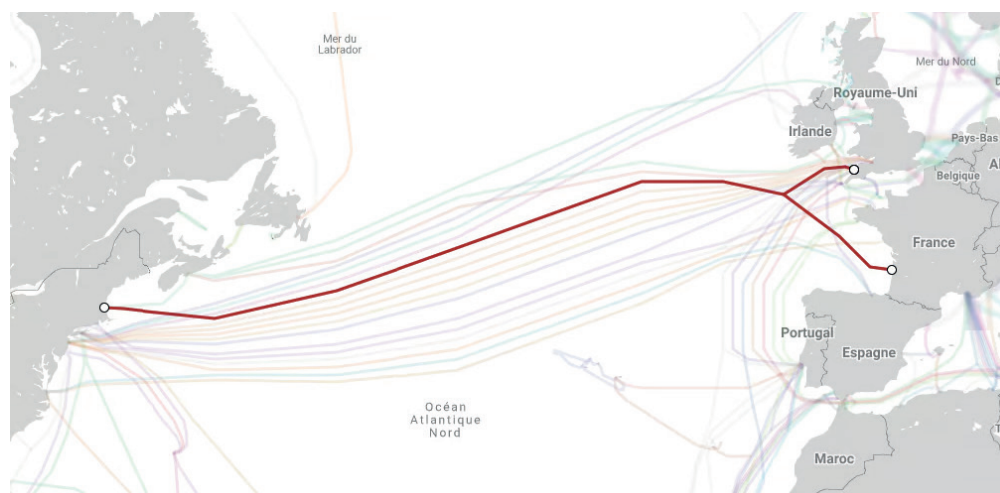 Mer du
Labrador
Mer du Nord
Royaume-Uni
Irlande
Pays-Bas
Belgique
France
Portugal
Espagne
Océan
Atlantique
Nord
Maroc